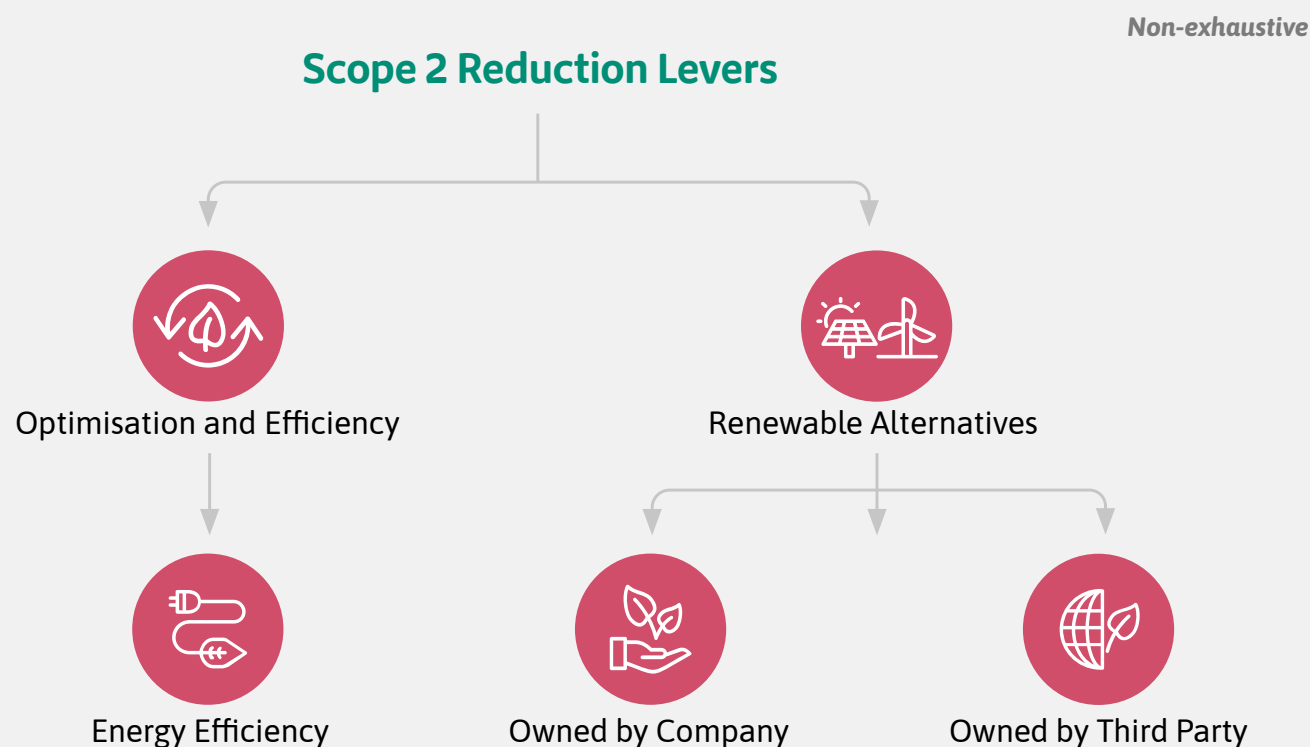 Non-exhaustive
Scope 2 Reduction Levers
Optimisation and Efficiency
Renewable Alternatives
Energy Efficiency
Owned by Company
Owned by Third Party